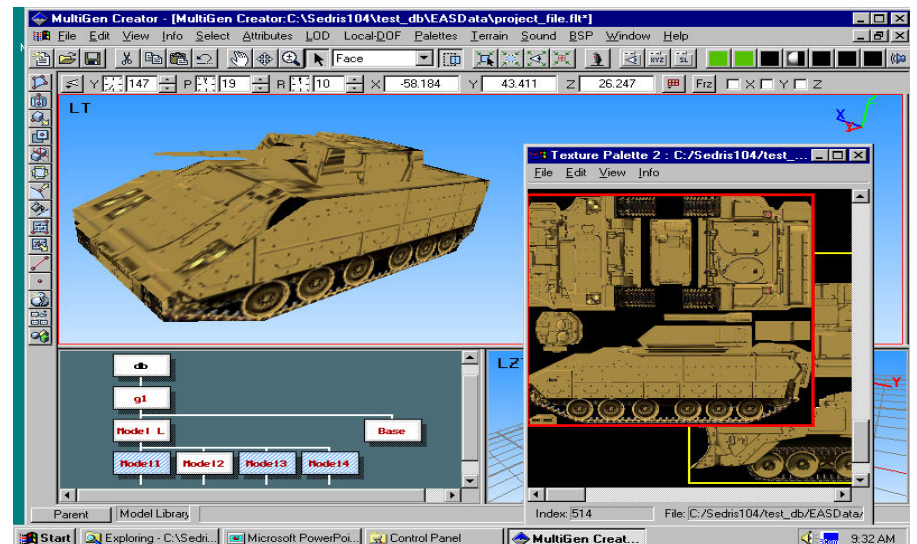 MultiGen Creator - [MultiGen Creator:C:\Sedris104\test_db\EASData\project_file.flt*]
File Edit View Info Select Attributes LOD Local-DOF Palettes Terrain Sound BSP Window Help
Face
XYZ SL
Y 147 P 19 R 10 X -58.184 Y 43.411 Z 26.247 Frz X Y Z
LT
X
Y
Texture Palette 2 : C:/Sedris104/test_...
File Edit View Info
db
g1
Model L
Base
Model1 Model2 Model3 Model4
Y
Parent Model Library
Index: 514 File: C:/Sedris104/test_db/EASData/
Start Exploring - C:\Sedri... Microsoft PowerPoi... Control Panel MultiGen Creat... 9:32 AM